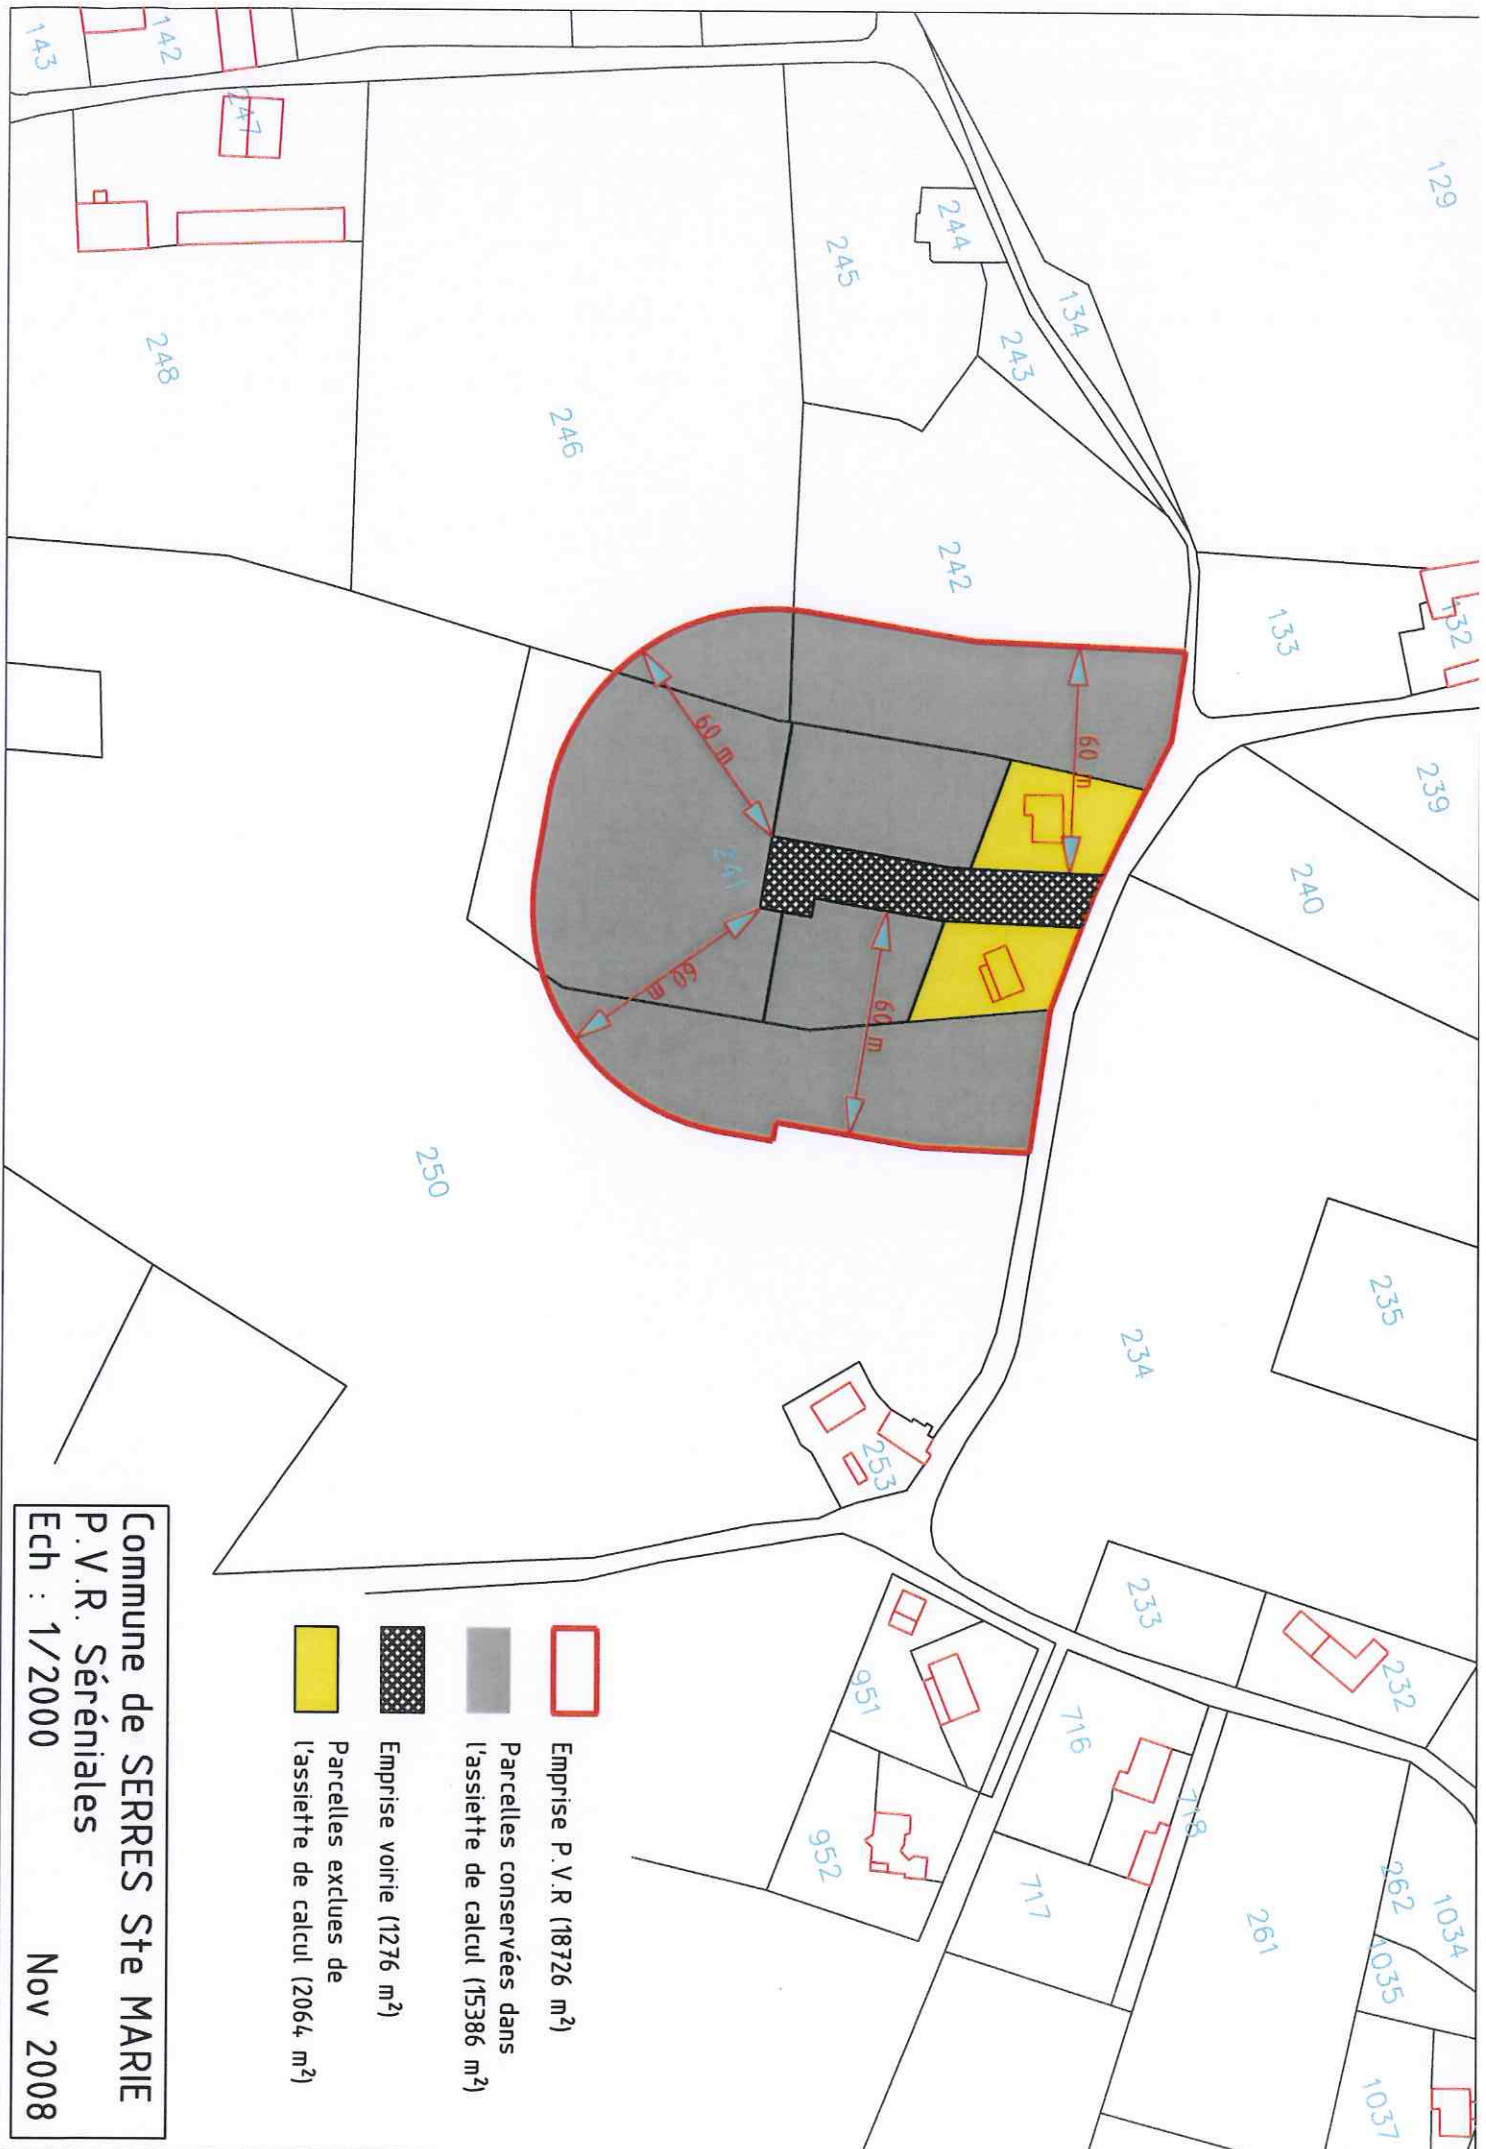 129
134
244
243
245
242
133
132
239
240
235
234
246
247
248
142
143
241
60 m
60 m
60 m
60 m
250
253
233
232
716
718
717
951
952
261
262
1034
1035
1037
Emprise P.V.R (18726 m²)
Parcelles conservées dans
l'assiette de calcul (15386 m²)
Emprise voirie (1276 m²)
Parcelles exclues de
l'assiette de calcul (2064 m²)
Commune de SERRES Ste MARIE
P.V.R. Séréniales
Ech : 1/2000 Nov 2008